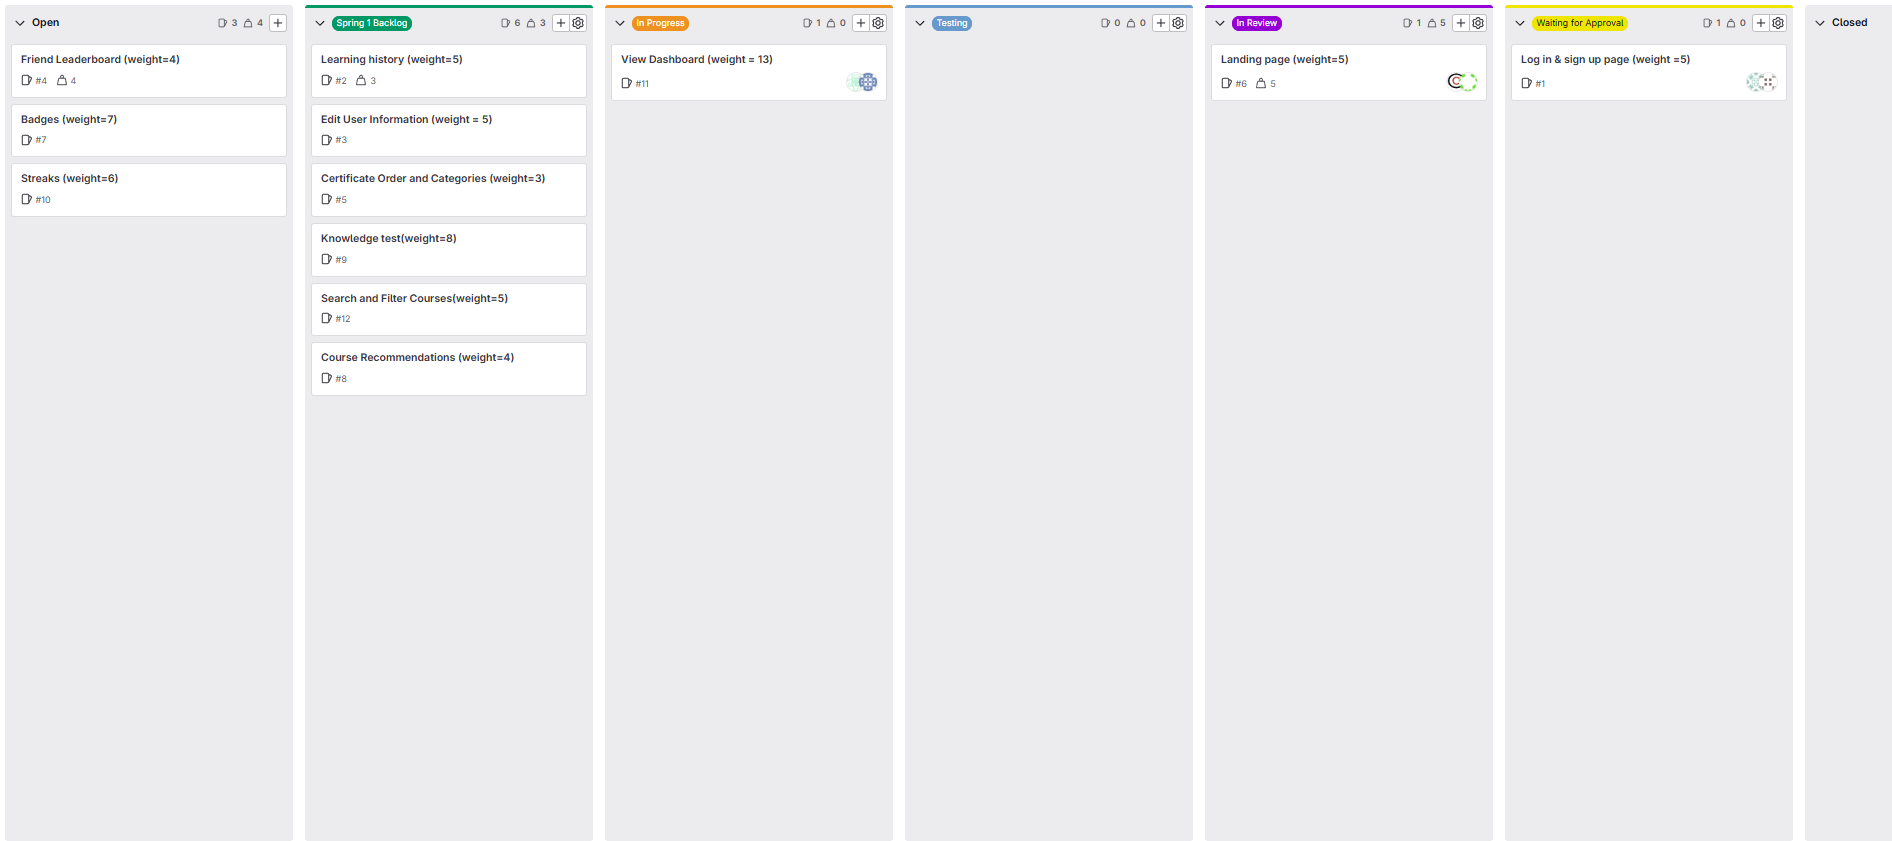 Open 3 4
Friend Leaderboard (weight=4)
#4 4
Badges (weight=7)
#7
Streaks (weight=6)
#10
Spring 1 Backlog 6 3
Learning history (weight=5)
#2 3
Edit User Information (weight = 5)
#3
Certificate Order and Categories (weight=3)
#5
Knowledge test(weight=8)
#9
Search and Filter Courses(weight=5)
#12
Course Recommendations (weight=4)
#8
In Progress 1 0
View Dashboard (weight = 13)
#11
Testing 0 0
In Review 1 5
Landing page (weight=5)
#6 5
Waiting for Approval 1 0
Log in & sign up page (weight =5)
#1
Closed